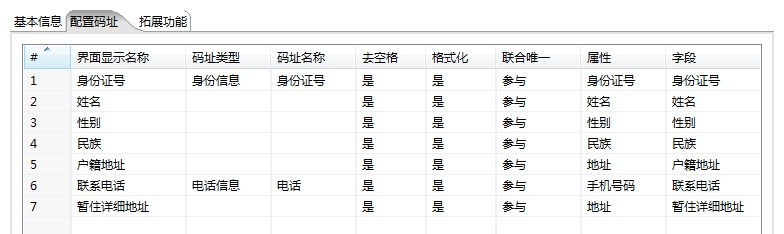 基本信息 配置码址 拓展功能
# 界面显示名称 码址类型 码址名称 去空格 格式化 联合唯一 属性 字段
1 身份证号 身份信息 身份证号 是 是 参与 身份证号 身份证号
2 姓名 是 是 参与 姓名 姓名
3 性别 是 是 参与 性别 性别
4 民族 是 是 参与 民族 民族
5 户籍地址 是 是 参与 地址 户籍地址
6 联系电话 电话信息 电话 是 是 参与 手机号码 联系电话
7 暂住详细地址 是 是 参与 地址 暂住详细地址